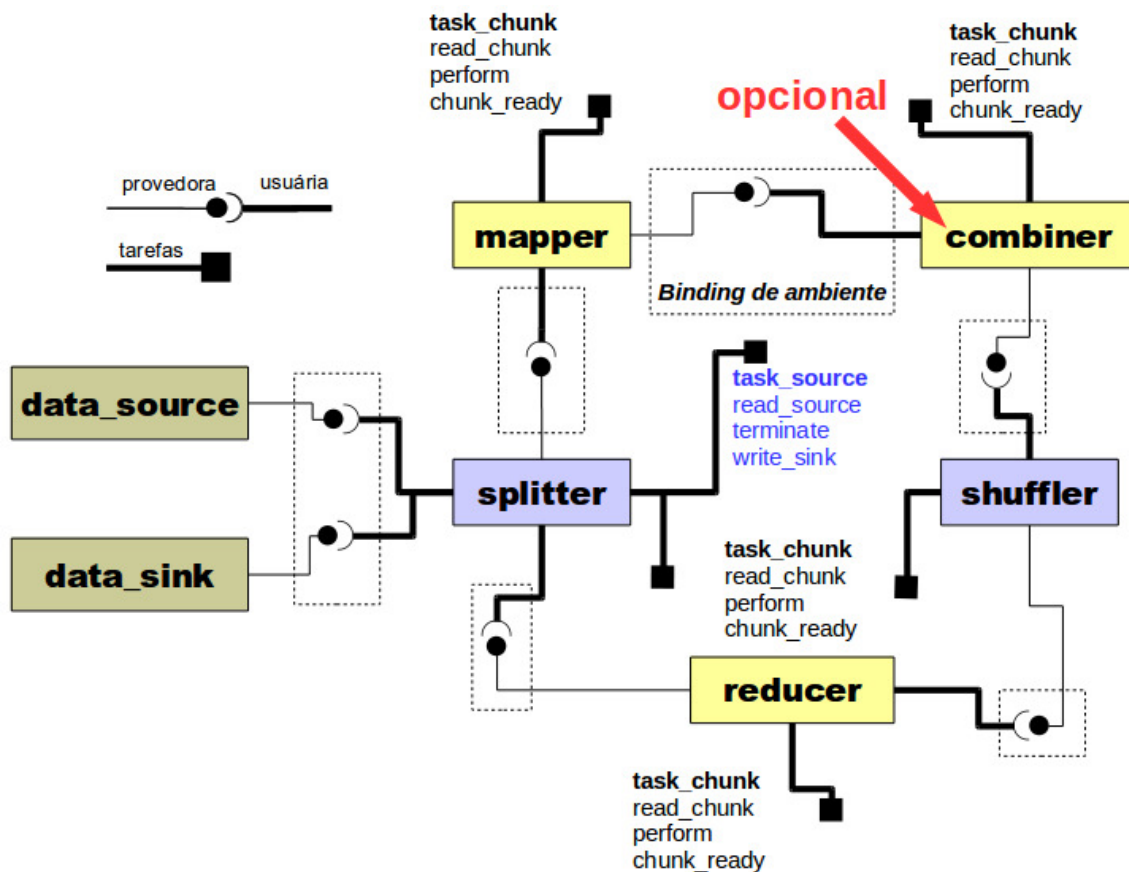 task_chunk
read_chunk
perform
chunk_ready
task_chunk
read_chunk
perform
chunk_ready
opcional
provedora
usuária
tarefas
mapper
combiner
Binding de ambiente
data_source
task_source
read_source
terminate
write_sink
splitter
shuffler
data_sink
task_chunk
read_chunk
perform
chunk_ready
reducer
task_chunk
read_chunk
perform
chunk_ready